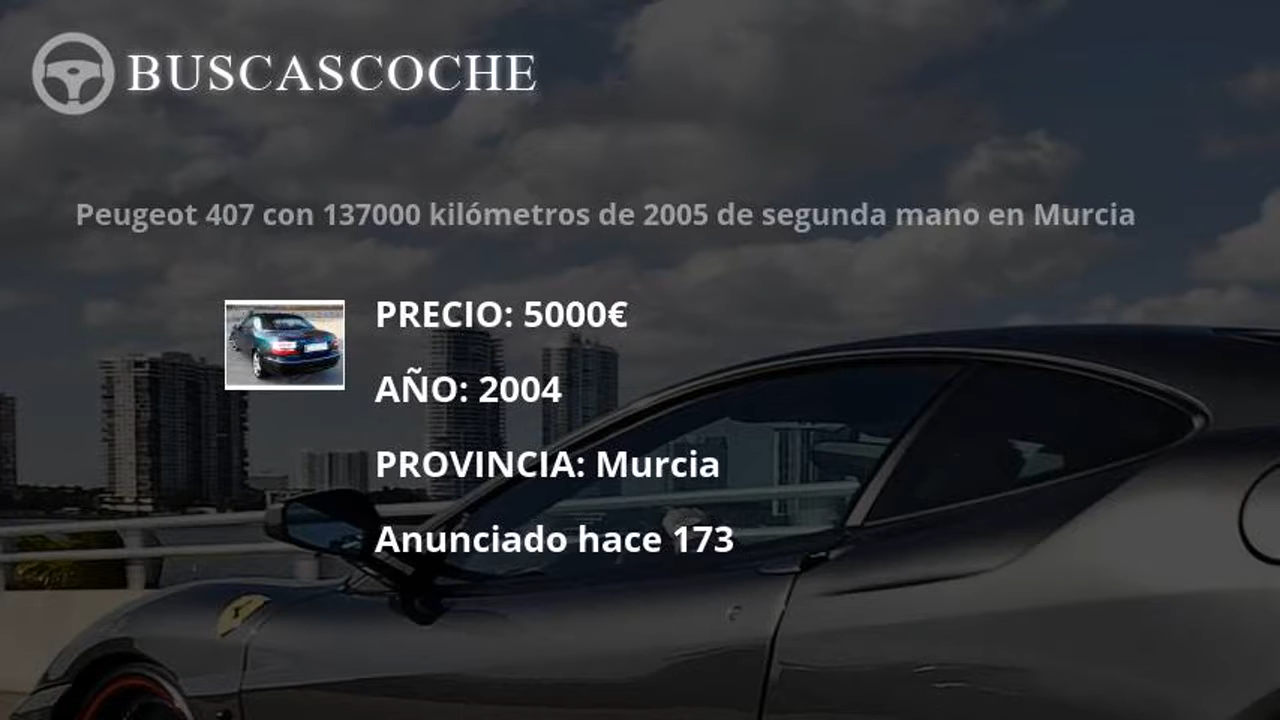 BUSCASCOCHE
Peugeot 407 con 137000 kilómetros de 2005 de segunda mano en Murcia
PRECIO: 5000€
AÑO: 2004
PROVINCIA: Murcia
Anunciado hace 173